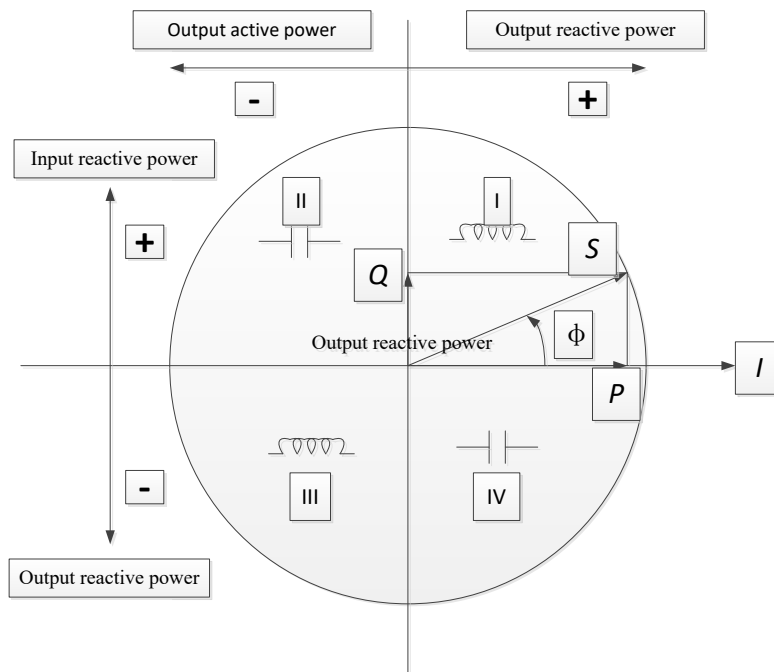 Output active power
Output reactive power
-
+
Input reactive power
+
II
I
S
Q
Output reactive power
ϕ
I
P
III
IV
-
Output reactive power